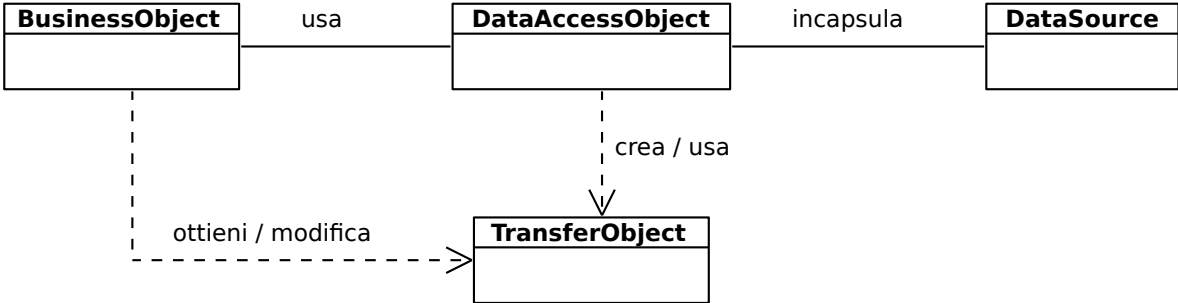 BusinessObject
usa
DataAccessObject
incapsula
DataSource
crea / usa
ottieni / modifica
TransferObject